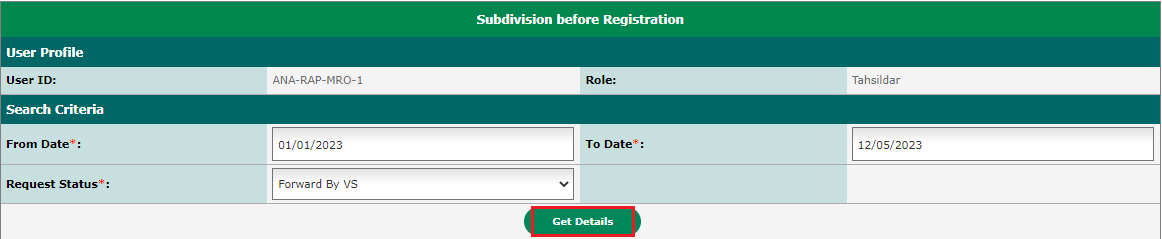 Subdivision before Registration
User Profile
User ID: ANA-RAP-MRO-1 Role: Tahsildar
Search Criteria
From Date*: 01/01/2023 To Date*: 12/05/2023
Request Status*: Forward By VS
Get Details